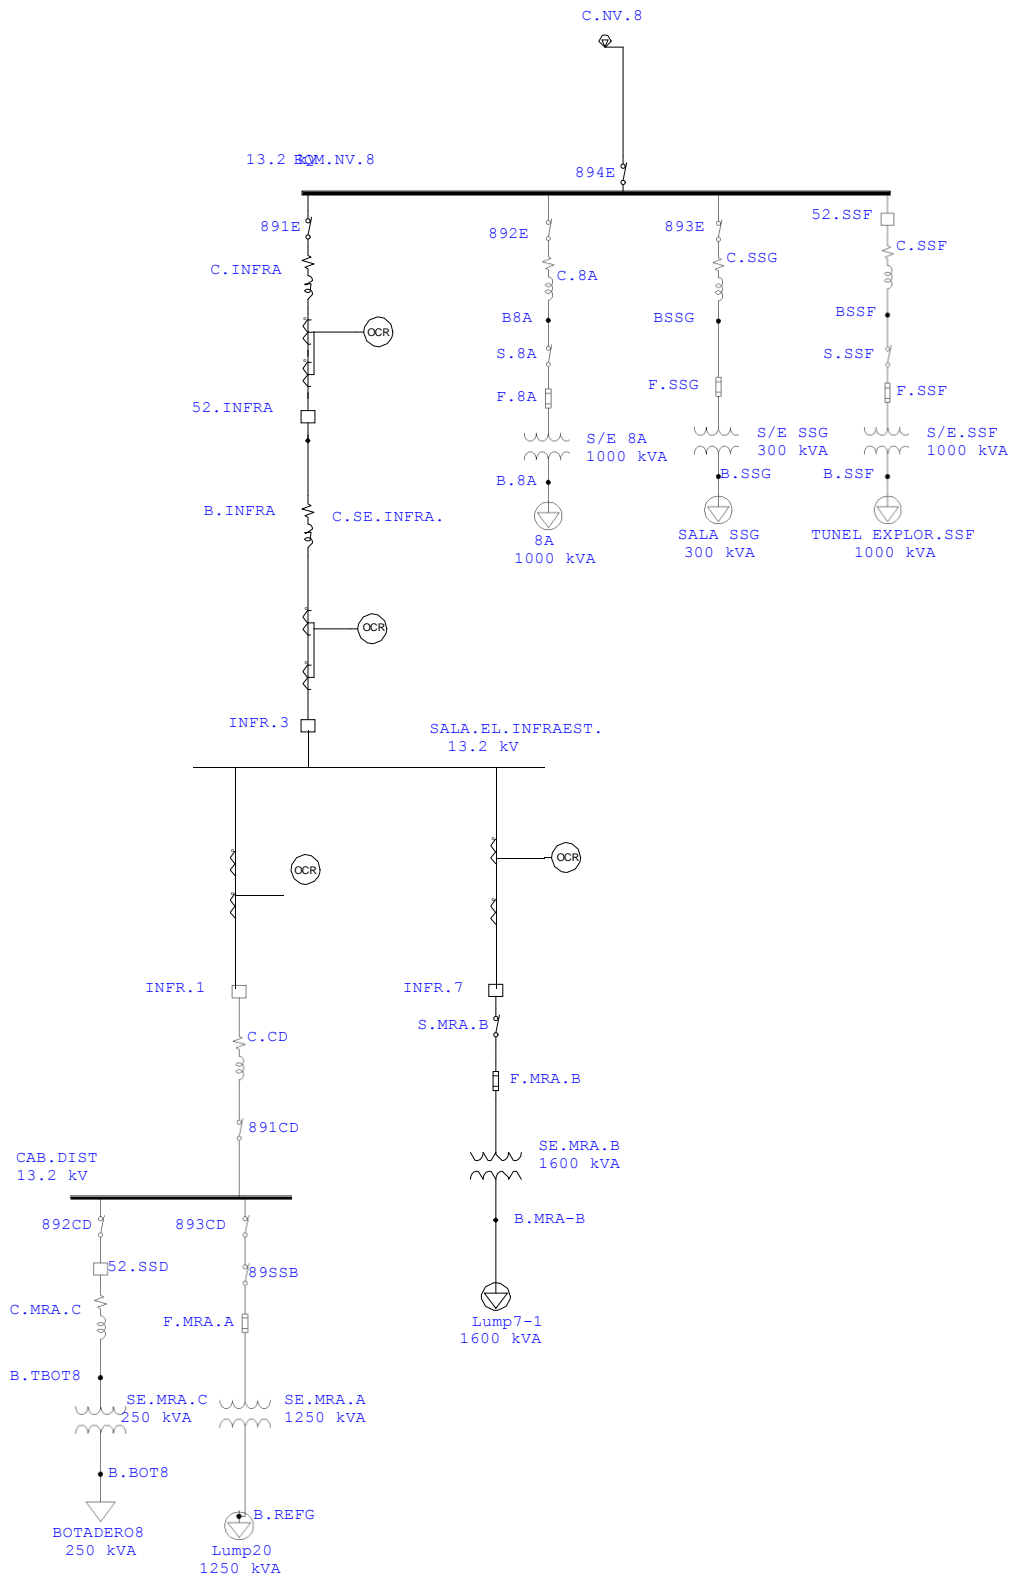 C.NV.8
894E
13.2 kV
BQM.NV.8
891E
C.INFRA
OCR
52.INFRA
B.INFRA
C.SE.INFRA.
OCR
INFR.3
892E
C.8A
B8A
S.8A
F.8A
S/E 8A
1000 kVA
B.8A
8A
1000 kVA
893E
C.SSG
BSSG
F.SSG
S/E SSG
300 kVA
B.SSG
SALA SSG
300 kVA
52.SSF
C.SSF
BSSF
S.SSF
F.SSF
S/E.SSF
1000 kVA
B.SSF
TUNEL EXPLOR.SSF
1000 kVA
SALA.EL.INFRAEST.
13.2 kV
OCR
OCR
INFR.1
C.CD
891CD
INFR.7
S.MRA.B
F.MRA.B
SE.MRA.B
1600 kVA
B.MRA-B
Lump7-1
1600 kVA
CAB.DIST
13.2 kV
892CD
52.SSD
C.MRA.C
B.TBOT8
SE.MRA.C
250 kVA
B.BOT8
BOTADERO8
250 kVA
893CD
89SSB
F.MRA.A
SE.MRA.A
1250 kVA
B.REFG
Lump20
1250 kVA